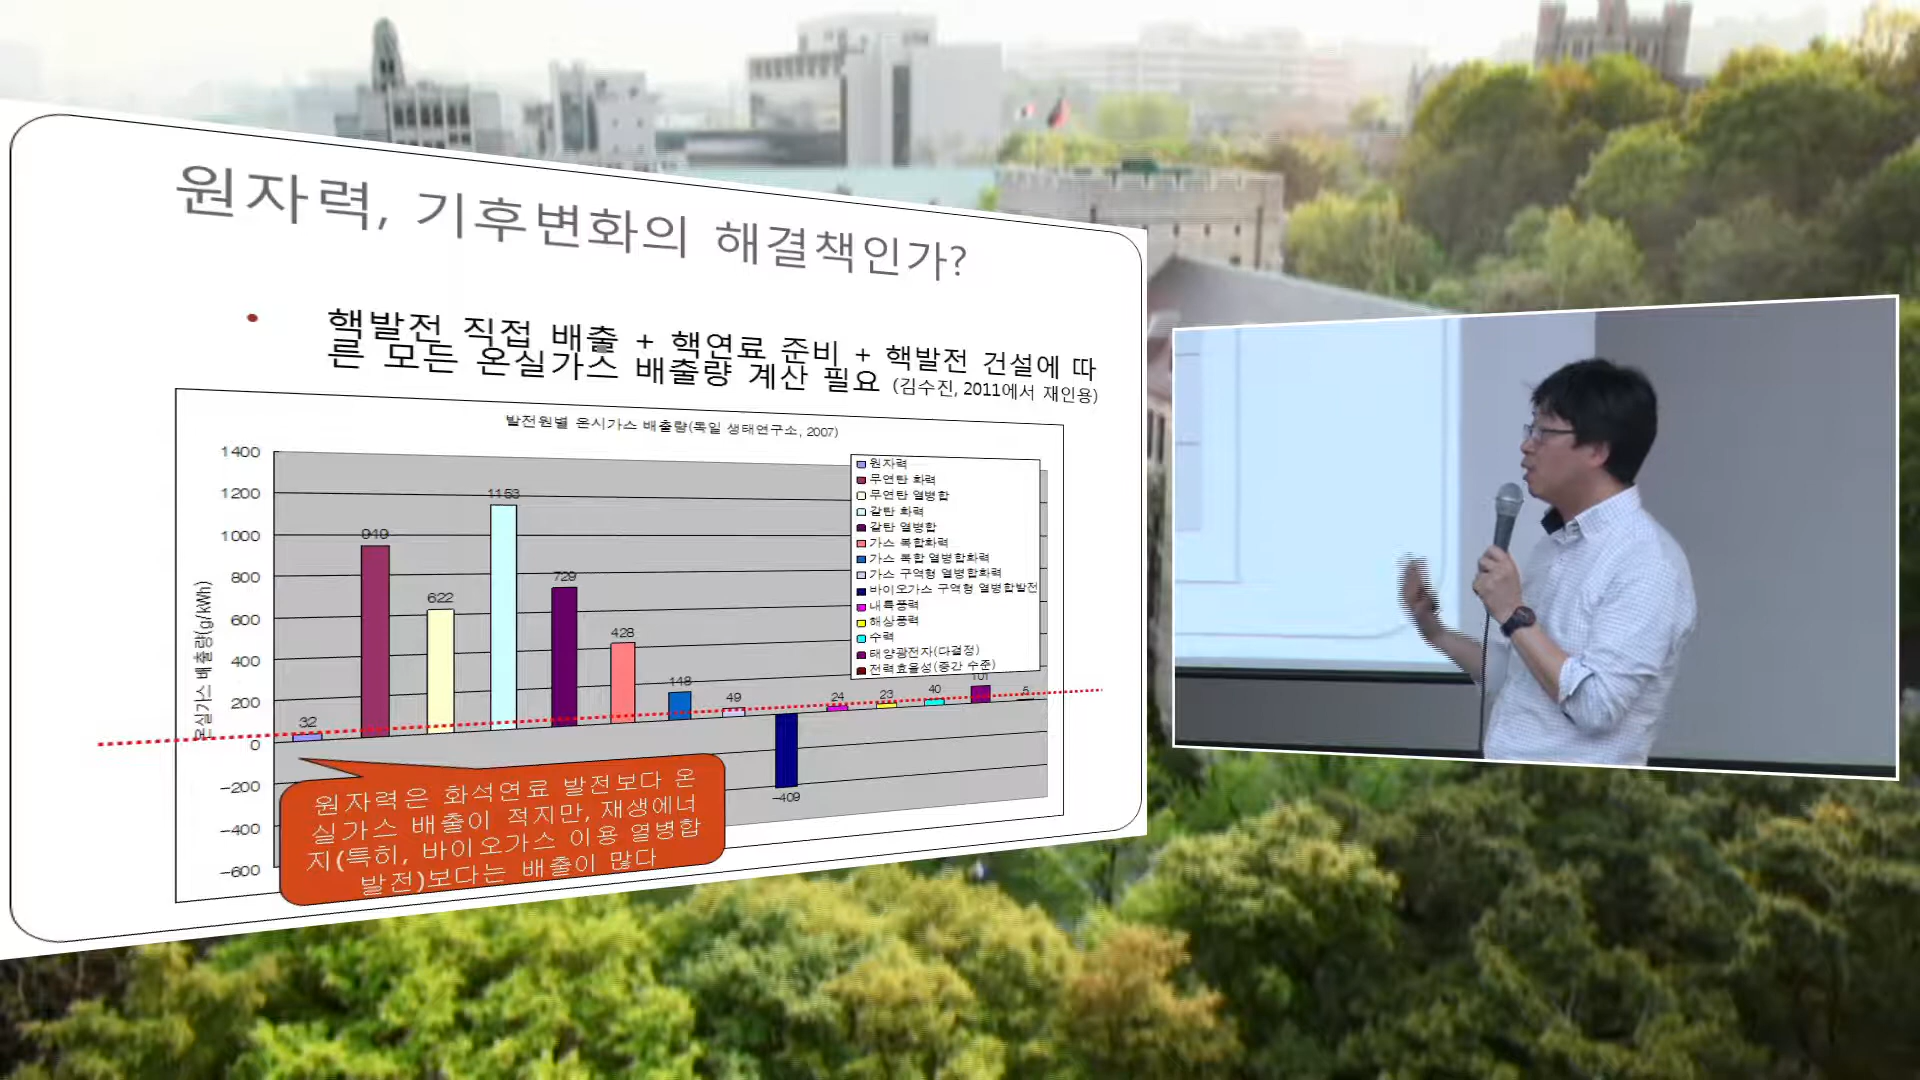 원자력, 기후변화의 해결책인가?
• 핵발전 직접 배출 + 핵연료 준비 + 핵발전 건설에 따
른 모든 온실가스 배출량 계산 필요 (김수진, 2011에서 재인용)
발전원별 온시가스 배출량(독일 생태연구소, 2007)
온실가스 배출량(g/kWh)
1400
1200
1000
800
600
400
200
0
-200
-400
-600
32
949
622
1153
729
428
148
49
-409
24
23
40
101
5
원자력
무연탄 화력
무연탄 열병합
갈탄 화력
갈탄 열병합
가스 복합화력
가스 복합 열병합화력
가스 구역형 열병합화력
바이오가스 구역형 열병합발전
내륙풍력
해상풍력
수력
태양광전자(다결정)
전력효율성(중간 수준)
원자력은 화석연료 발전보다 온
실가스 배출이 적지만, 재생에너
지(특히, 바이오가스 이용 열병합
발전)보다는 배출이 많다